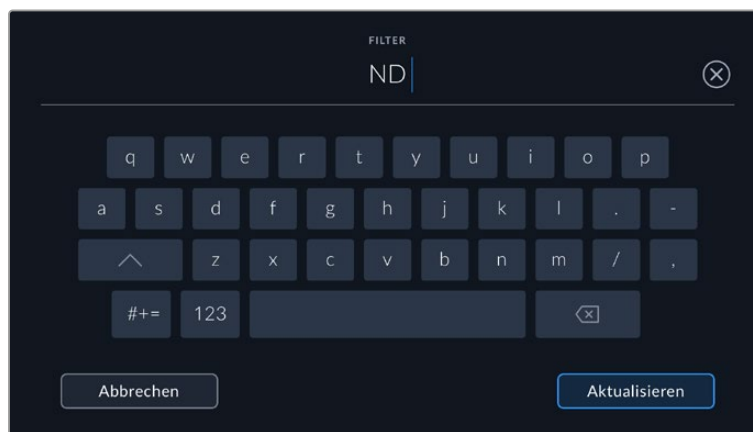 FILTER
ND
q w e r t y u i o p
a s d f g h j k l . -
z x c v b n m / ,
#+= 123
Abbrechen Aktualisieren